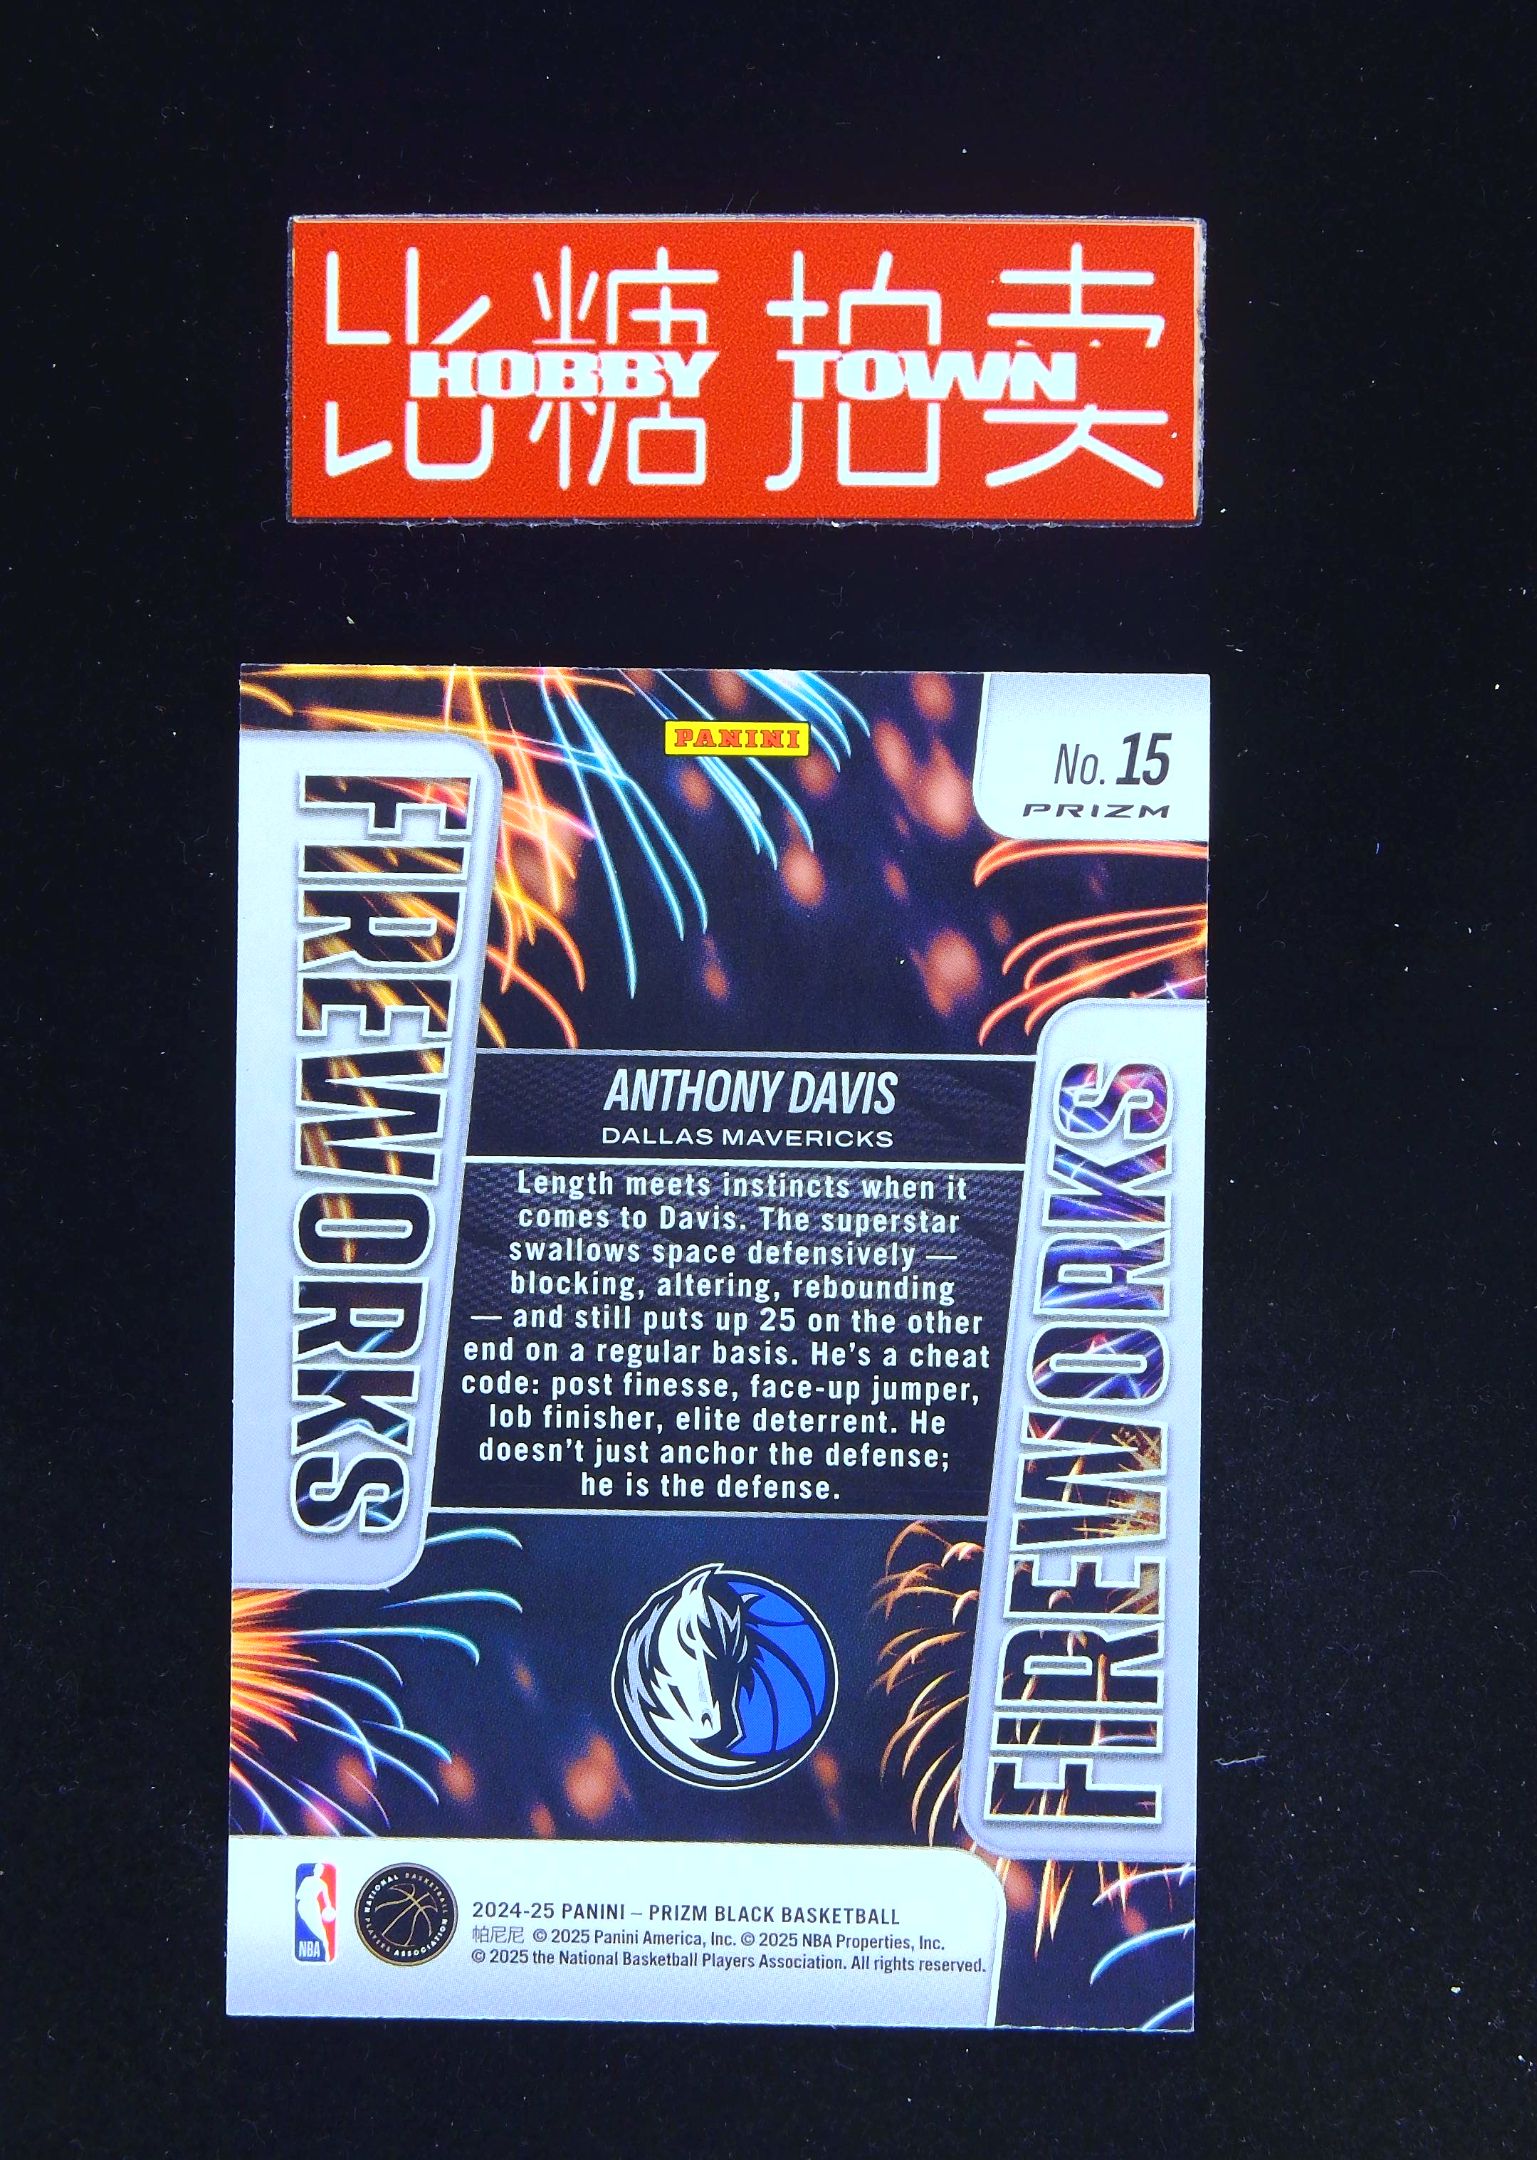 比糖拍卖
HOBBY TOWN
PANINI
No. 15
PRIZM
FIREWORKS
FIREWORKS
ANTHONY DAVIS
DALLAS MAVERICKS
Length meets instincts when it
comes to Davis. The superstar
swallows space defensively —
blocking, altering, rebounding
— and still puts up 25 on the other
end on a regular basis. He's a cheat
code: post finesse, face-up jumper,
lob finisher, elite deterrent. He
doesn't just anchor the defense;
he is the defense.
NBA
NATIONAL BASKETBALL PLAYERS ASSOCIATION
2024-25 PANINI – PRIZM BLACK BASKETBALL
帕尼尼 © 2025 Panini America, Inc. © 2025 NBA Properties, Inc.
© 2025 the National Basketball Players Association. All rights reserved.